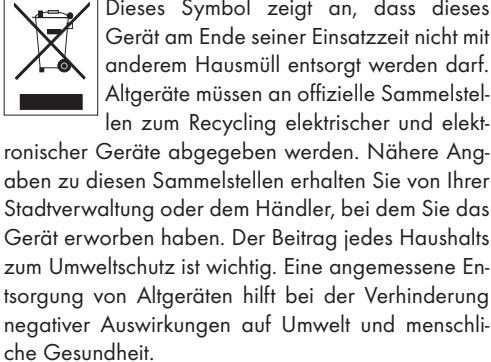 Dieses Symbol zeigt an, dass dieses
Gerät am Ende seiner Einsatzzeit nicht mit
anderem Hausmüll entsorgt werden darf.
Altgeräte müssen an offizielle Sammelstel-
len zum Recycling elektrischer und elekt-
ronischer Geräte abgegeben werden. Nähere Ang-
aben zu diesen Sammelstellen erhalten Sie von Ihrer
Stadtverwaltung oder dem Händler, bei dem Sie das
Gerät erworben haben. Der Beitrag jedes Haushalts
zum Umweltschutz ist wichtig. Eine angemessene En-
tsorgung von Altgeräten hilft bei der Verhinderung
negativer Auswirkungen auf Umwelt und menschli-
che Gesundheit.